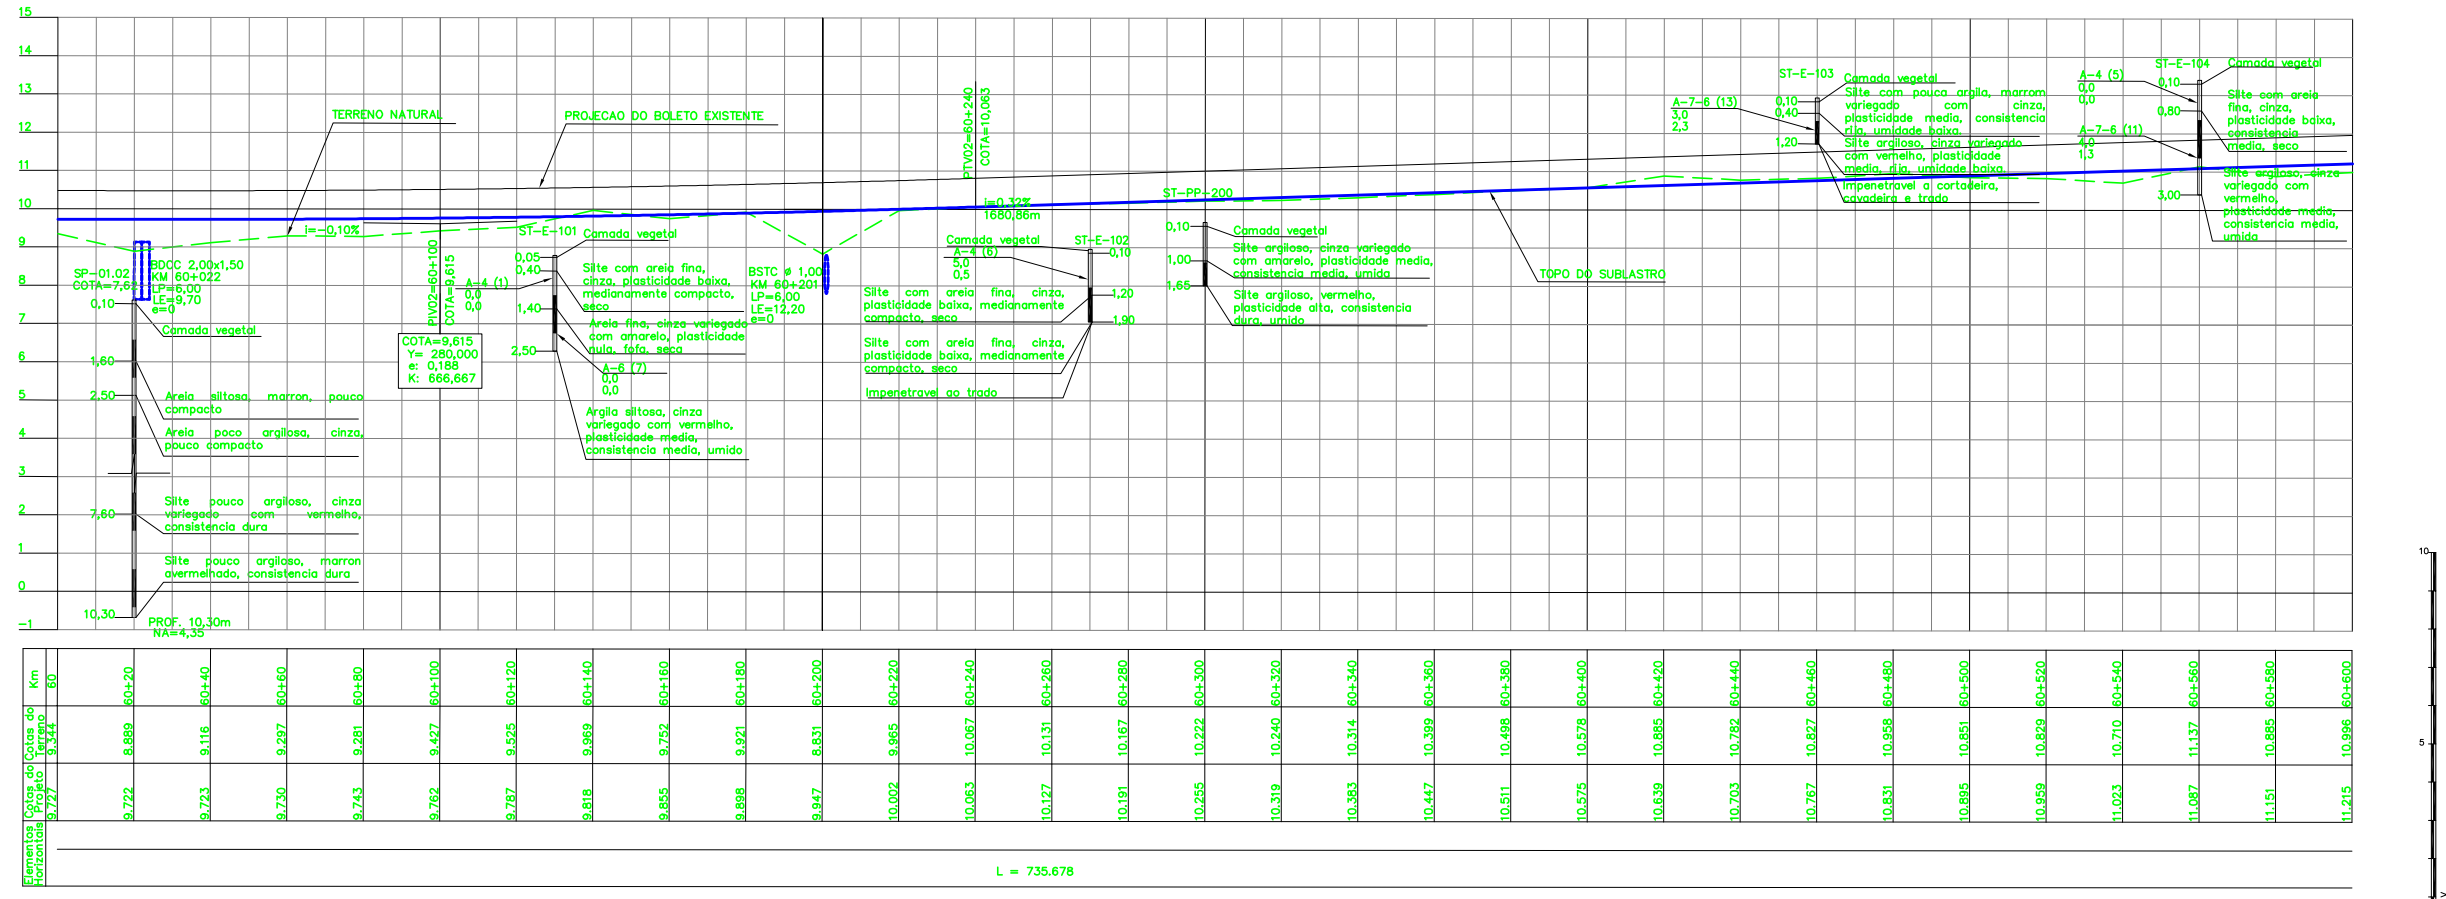 15
14
13
12
11
10
9
8
7
6
5
4
3
2
1
0
-1
TERRENO NATURAL
PROJECAO DO BOLETO EXISTENTE
PTV02=60+240
COTA=10,063
i=-0,10%
i=0.32%
1680,86m
TOPO DO SUBLASTRO
SP-01.02
0,10
1,60
2,50
7,60
10,30
BDCC 2,00x1,50
KM 60+022
LP=6,00
LE=9,70
e=0
Camada vegetal
Areia siltosa, marron, pouco
compacto
Areia poco argilosa, cinza,
pouco compacto
Silte pouco argiloso, cinza
variegado com vermelho,
consistencia dura
Silte pouco argiloso, marron
avermelhado, consistencia dura
PROF. 10,30m
NA=4,35
PIV02=60+100
COTA=9,615
COTA=9,615
Y= 280,000
e: 0,188
K: 666,667
ST-E-101
A-4 (1)
0,0
0,0
0,05
0,40
1,40
2,50
Camada vegetal
Silte com areia fina,
cinza, plasticidade baixa,
medianamente compacto,
seco
Areia fina, cinza variegado
com amarelo, plasticidade
nula, fofa, seca
A-6 (7)
0,0
0,0
Argila siltosa, cinza
variegado com vermelho,
plasticidade media,
consistencia media, umido
BSTC ø 1,00
KM 60+201
LP=6,00
LE=12,20
e=0
ST-E-102
Camada vegetal
A-4 (6)
5,0
0,5
0,10
1,20
1,90
Silte com areia fina, cinza,
plasticidade baixa, medianamente
compacto, seco
Silte com areia fina, cinza,
plasticidade baixa, medianamente
compacto, seco
Impenetravel ao trado
ST-PP-200
0,10
1,00
1,65
Camada vegetal
Silte argiloso, cinza variegado
com amarelo, plasticidade media,
consistencia media, umida
Silte argiloso, vermelho,
plasticidade alta, consistencia
dura, umido
ST-E-103
A-7-6 (13)
3,0
2,3
0,10
0,40
1,20
Camada vegetal
Silte com pouca argila, marrom
variegado com cinza,
plasticidade media, consistencia
rija, umidade baixa.
Silte argiloso, cinza variegado
com vemelho, plasticidade
media, rija, umidade baixa.
Impenetravel a cortadeira,
cavadeira e trado
ST-E-104
A-4 (5)
0,0
0,0
A-7-6 (11)
4,0
1,3
0,10
0,80
3,00
Camada vegetal
Silte com areia
fina, cinza,
plasticidade baixa,
consistencia
media, seco
Silte argiloso, cinza
variegado com
vermelho,
plasticidade media,
consistencia media,
umida
Km 60 60+20 60+40 60+60 60+80 60+100 60+120 60+140 60+160 60+180 60+200 60+220 60+240 60+260 60+280 60+300 60+320 60+340 60+360 60+380 60+400 60+420 60+440 60+460 60+480 60+500 60+520 60+540 60+560 60+580 60+600
Cotas do Terreno 9.344 8.889 9.116 9.297 9.281 9.427 9.525 9.969 9.752 9.921 8.831 9.965 10.067 10.131 10.167 10.222 10.240 10.314 10.399 10.498 10.578 10.885 10.782 10.827 10.958 10.851 10.829 10.710 11.137 10.885 10.996
Cotas do Projeto 9.727 9.722 9.723 9.730 9.743 9.762 9.787 9.818 9.855 9.898 9.947 10.002 10.063 10.127 10.191 10.255 10.319 10.383 10.447 10.511 10.575 10.639 10.703 10.767 10.831 10.895 10.959 11.023 11.087 11.151 11.215
Elementos Horizontais
L = 735.678
10
5